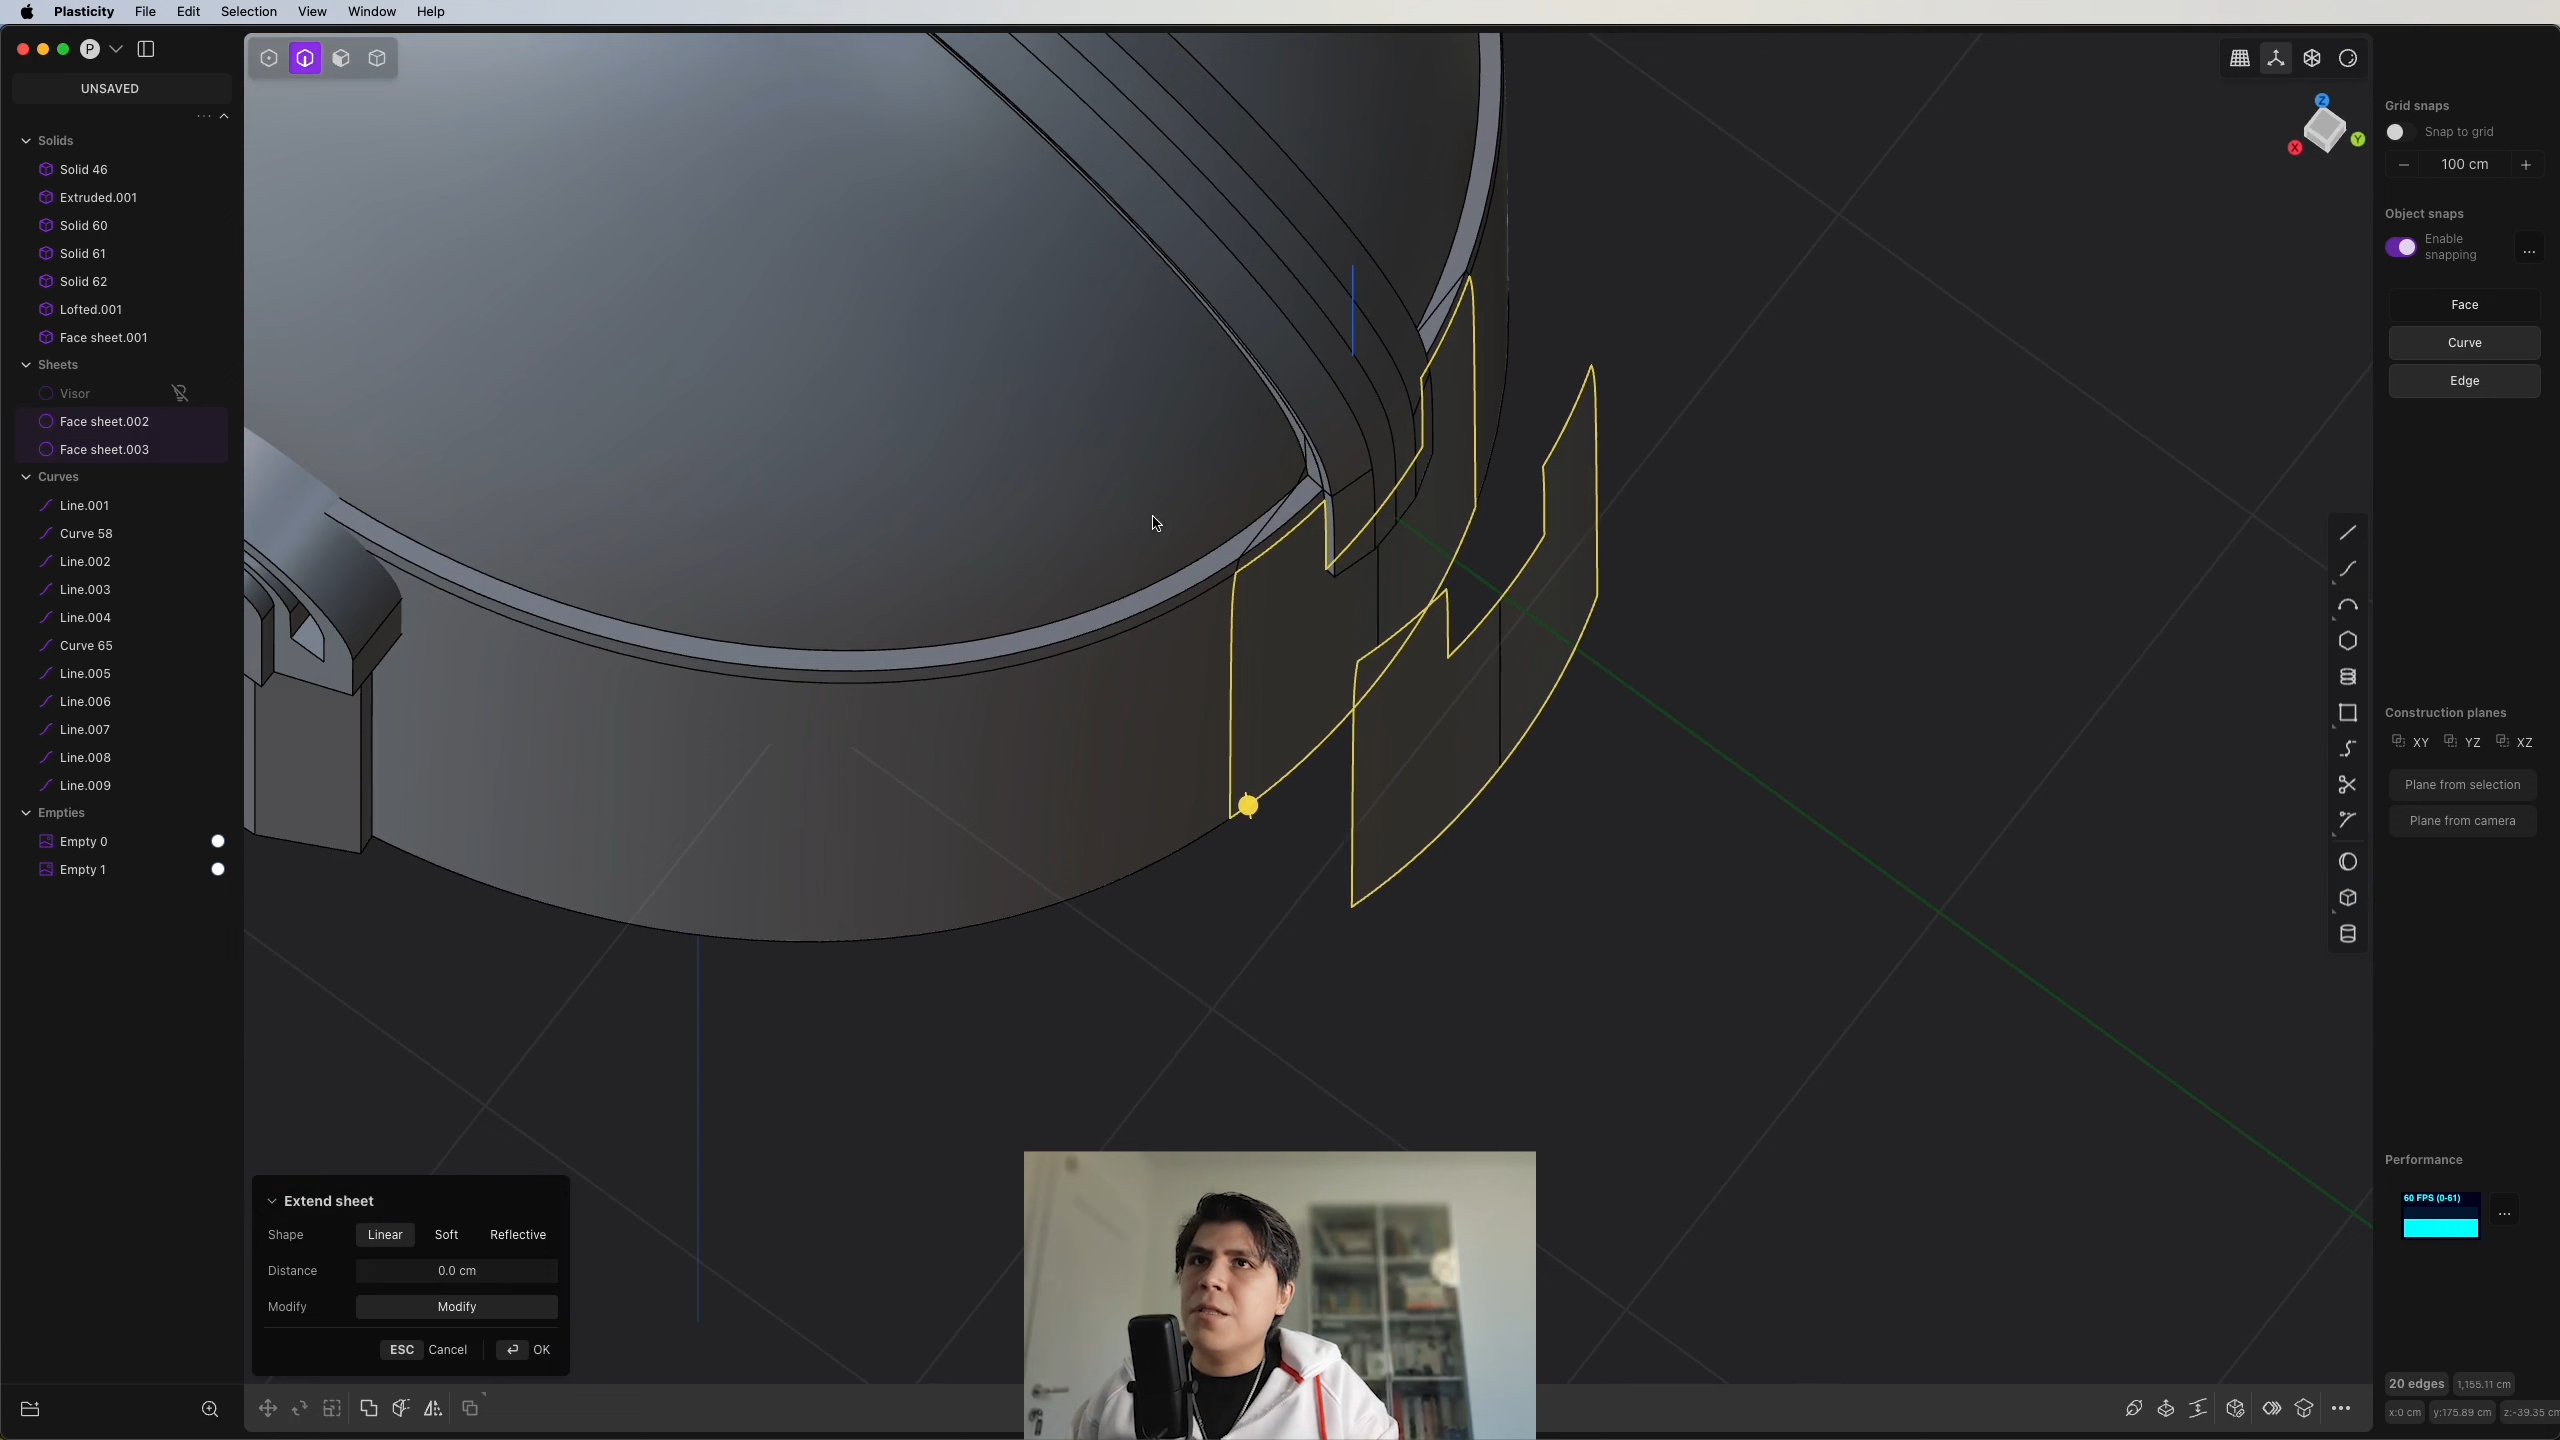 Plasticity File Edit Selection View Window Help
P
UNSAVED
Solids
Solid 46
Extruded.001
Solid 60
Solid 61
Solid 62
Lofted.001
Face sheet.001
Sheets
Visor
Face sheet.002
Face sheet.003
Curves
Line.001
Curve 58
Line.002
Line.003
Line.004
Curve 65
Line.005
Line.006
Line.007
Line.008
Line.009
Empties
Empty 0
Empty 1
Z
Y
X
Extend sheet
Shape Linear Soft Reflective
Distance 0.0 cm
Modify Modify
ESC Cancel OK
Grid snaps
Snap to grid
100 cm
Object snaps
Enable
snapping
Face
Curve
Edge
Construction planes
XY YZ XZ
Plane from selection
Plane from camera
Performance
60 FPS (0-61)
20 edges 1,155.11 cm
x:0 cm y:175.89 cm z:-39.35 cm